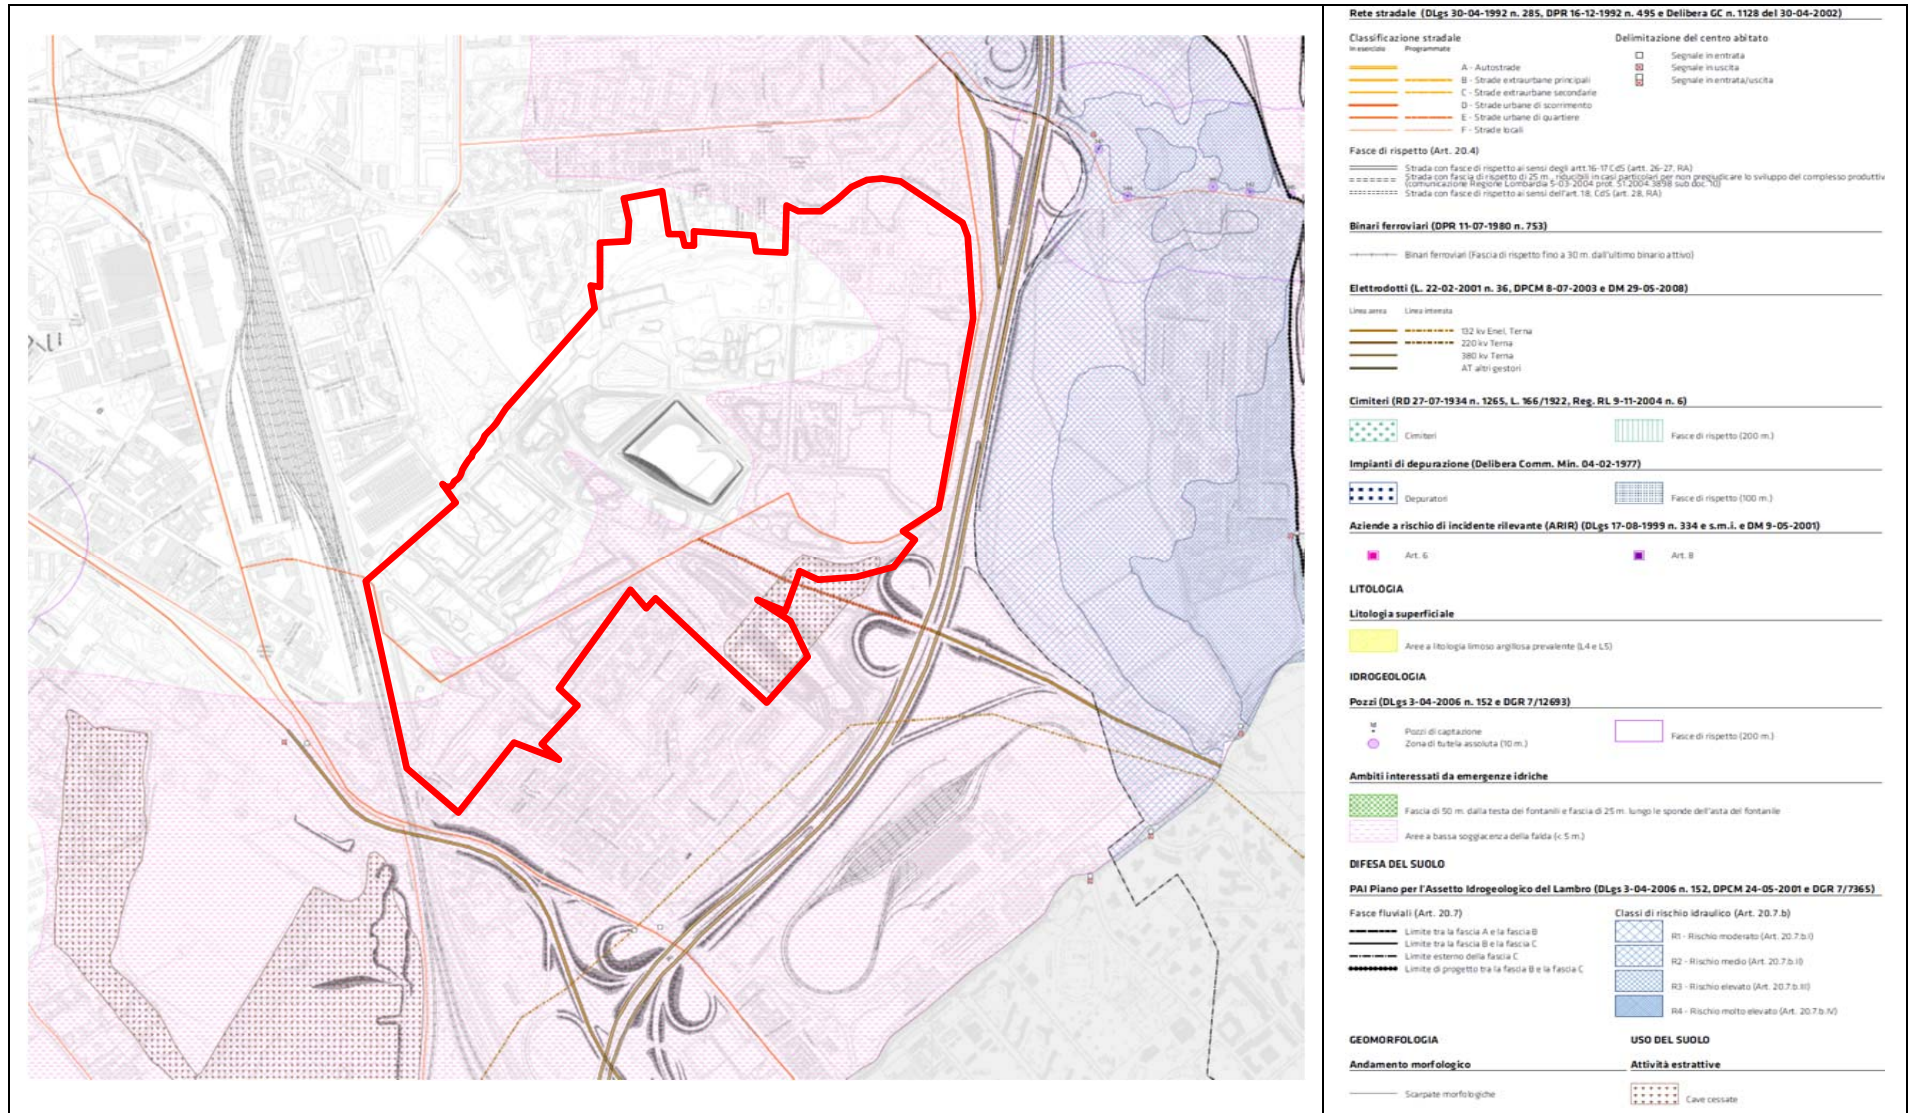 Rete stradale (DLgs 30-04-1992 n. 285, DPR 16-12-1992 n. 495 e Delibera GC n. 1128 del 30-04-2002)
Classificazione stradale
In esercizio Programmate
A - Autostrade
B - Strade extraurbane principali
C - Strade extraurbane secondarie
D - Strade urbane di scorrimento
E - Strade urbane di quartiere
F - Strade locali
Delimitazione del centro abitato
Segnale in entrata
Segnale in uscita
Segnale in entrata/uscita
Fasce di rispetto (Art. 20.4)
Strada con fasce di rispetto ai sensi degli artt.16-17 CdS (artt. 26-27, RA)
Strada con fascia di rispetto di 25 m., riducibili in casi particolari per non pregiudicare lo sviluppo del complesso produttiv
(comunicazione Regione Lombardia 5-03-2004 prot. S1.2004.3898 sub doc. 10)
Strada con fasce di rispetto ai sensi dell'art. 18, CdS (art. 28, RA)
Binari ferroviari (DPR 11-07-1980 n. 753)
Binari ferroviari (Fascia di rispetto fino a 30 m. dall'ultimo binario attivo)
Elettrodotti (L. 22-02-2001 n. 36, DPCM 8-07-2003 e DM 29-05-2008)
Linea aerea Linea interrata
132 kv Enel, Terna
220 kv Terna
380 kv Terna
AT altri gestori
Cimiteri (RD 27-07-1934 n. 1265, L. 166/1922, Reg. RL 9-11-2004 n. 6)
Cimiteri
Fasce di rispetto (200 m.)
Impianti di depurazione (Delibera Comm. Min. 04-02-1977)
Depuratori
Fasce di rispetto (100 m.)
Aziende a rischio di incidente rilevante (ARIR) (DLgs 17-08-1999 n. 334 e s.m.i. e DM 9-05-2001)
Art. 6
Art. 8
LITOLOGIA
Litologia superficiale
Aree a litologia limoso argillosa prevalente (L4 e L5)
IDROGEOLOGIA
Pozzi (DLgs 3-04-2006 n. 152 e DGR 7/12693)
Pozzi di captazione
Zona di tutela assoluta (10 m.)
Fasce di rispetto (200 m.)
Ambiti interessati da emergenze idriche
Fascia di 50 m. dalla testa dei fontanili e fascia di 25 m. lungo le sponde dell'asta del fontanile
Aree a bassa soggiacenza della falda (< 5 m.)
DIFESA DEL SUOLO
PAI Piano per l'Assetto Idrogeologico del Lambro (DLgs 3-04-2006 n. 152, DPCM 24-05-2001 e DGR 7/7365)
Fasce fluviali (Art. 20.7)
Limite tra la fascia A e la fascia B
Limite tra la fascia B e la fascia C
Limite esterno della fascia C
Limite di progetto tra la fascia B e la fascia C
Classi di rischio idraulico (Art. 20.7.b)
R1 - Rischio moderato (Art. 20.7.b.I)
R2 - Rischio medio (Art. 20.7.b.II)
R3 - Rischio elevato (Art. 20.7.b.III)
R4 - Rischio molto elevato (Art. 20.7.b.IV)
GEOMORFOLOGIA
Andamento morfologico
Scarpate morfologiche
USO DEL SUOLO
Attività estrattive
Cave cessate